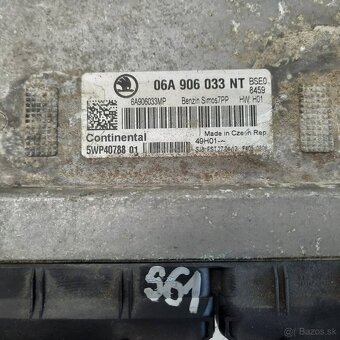 06A 906 033 NT BSE0
8459
6A906033MP Benzin Simos7PP HW: H01
Continental
Made in Czech Rep
49H01
5WP40788 01
S61
Bazos.sk